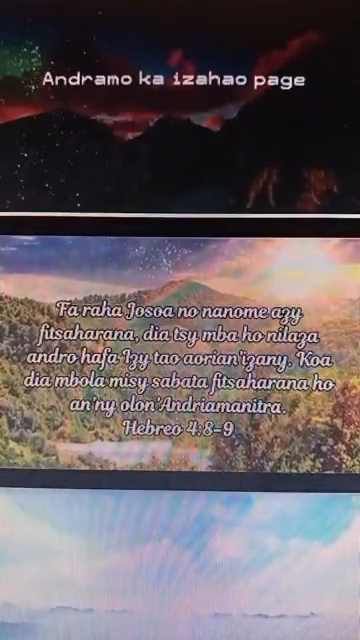 Andramo ka izahao page
Fa raha Josoa no nanome azy
fitsaharana, dia tsy mba ho nilaza
andro hafa Izy tao aorian'izany. Koa
dia mbola misy sabata fitsaharana ho
an'ny olon'Andriamanitra.
Hebreo 4:8-9